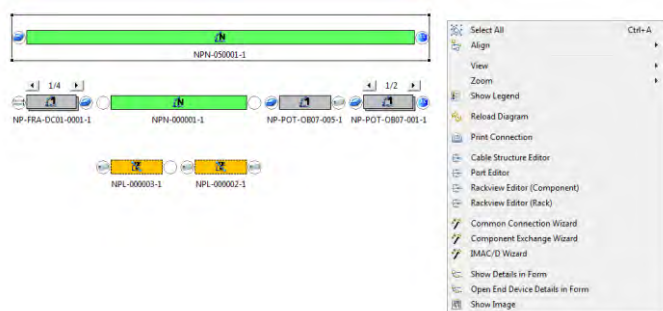 NPN-050001-1
1/4
1/2
NP-FRA-DC01-0001-1
NPN-000001-1
NP-POT-OB07-005-1
NP-POT-OB07-001-1
NPL-000003-1
NPL-000002-1
Select All Ctrl+A
Align
View
Zoom
Show Legend
Reload Diagram
Print Connection
Cable Structure Editor
Port Editor
Rackview Editor (Component)
Rackview Editor (Rack)
Common Connection Wizard
Component Exchange Wizard
IMAC/D Wizard
Show Details in Form
Open End Device Details in Form
Show Image